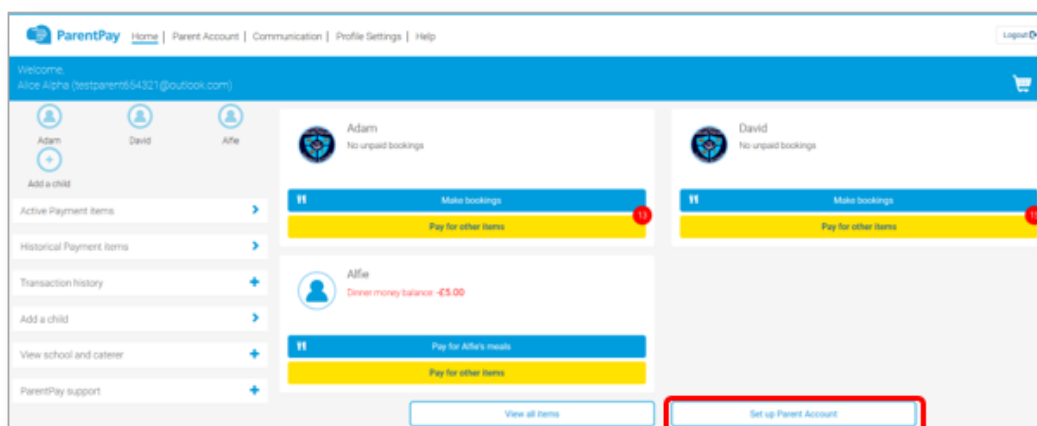 ParentPay Home | Parent Account | Communication | Profile Settings | Help
Logout
Welcome,
Alice Alpha (testparent654321@outlook.com)
Adam David Alfie
Add a child
Active Payment items
Historical Payment items
Transaction history
Add a child
View school and caterer
ParentPay support
Adam
No unpaid bookings
Make bookings
13
Pay for other items
David
No unpaid bookings
Make bookings
Pay for other items
Alfie
Dinner money balance: -£5.00
Pay for Alfie's meals
Pay for other items
View all items
Set up Parent Account